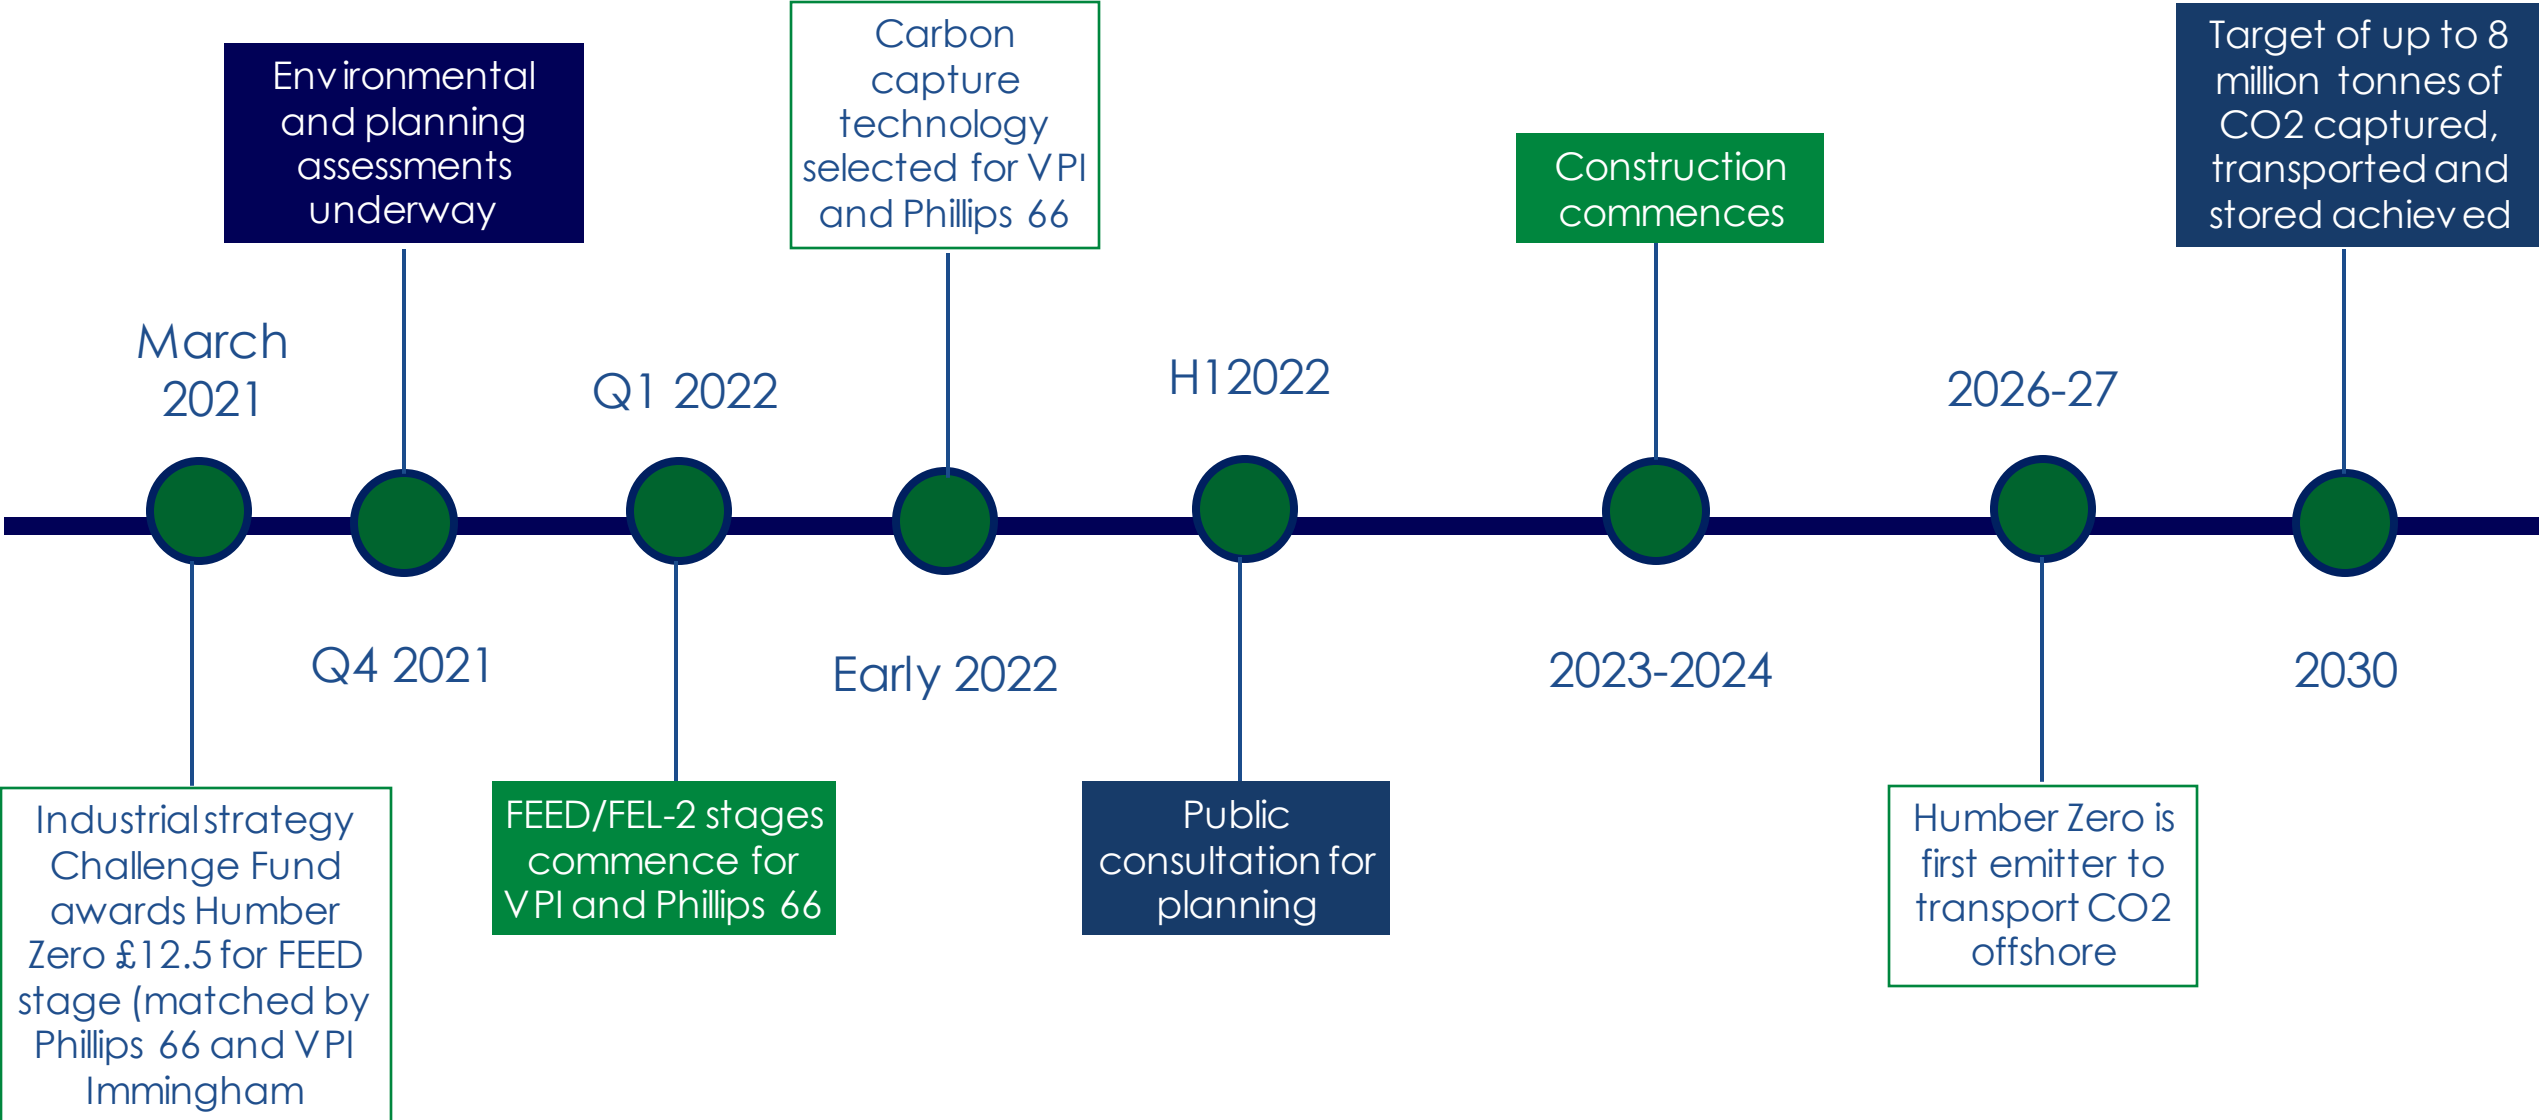 March
2021
Industrial strategy
Challenge Fund
awards Humber
Zero £12.5 for FEED
stage (matched by
Phillips 66 and VPI
Immingham
Environmental
and planning
assessments
underway
Q4 2021
Q1 2022
FEED/FEL-2 stages
commence for
VPI and Phillips 66
Carbon
capture
technology
selected for VPI
and Phillips 66
Early 2022
H1 2022
Public
consultation for
planning
Construction
commences
2023-2024
2026-27
Humber Zero is
first emitter to
transport CO2
offshore
Target of up to 8
million tonnes of
CO2 captured,
transported and
stored achieved
2030